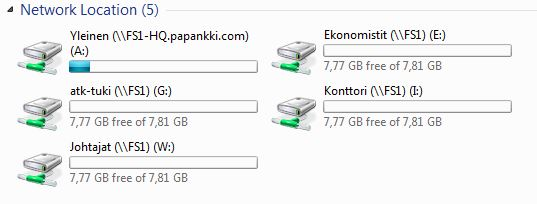 Network Location (5)
Yleinen (\\FS1-HQ.papankki.com)
(A:)
Ekonomistit (\\FS1) (E:)
7,77 GB free of 7,81 GB
atk-tuki (\\FS1) (G:)
7,77 GB free of 7,81 GB
Konttori (\\FS1) (I:)
7,77 GB free of 7,81 GB
Johtajat (\\FS1) (W:)
7,77 GB free of 7,81 GB